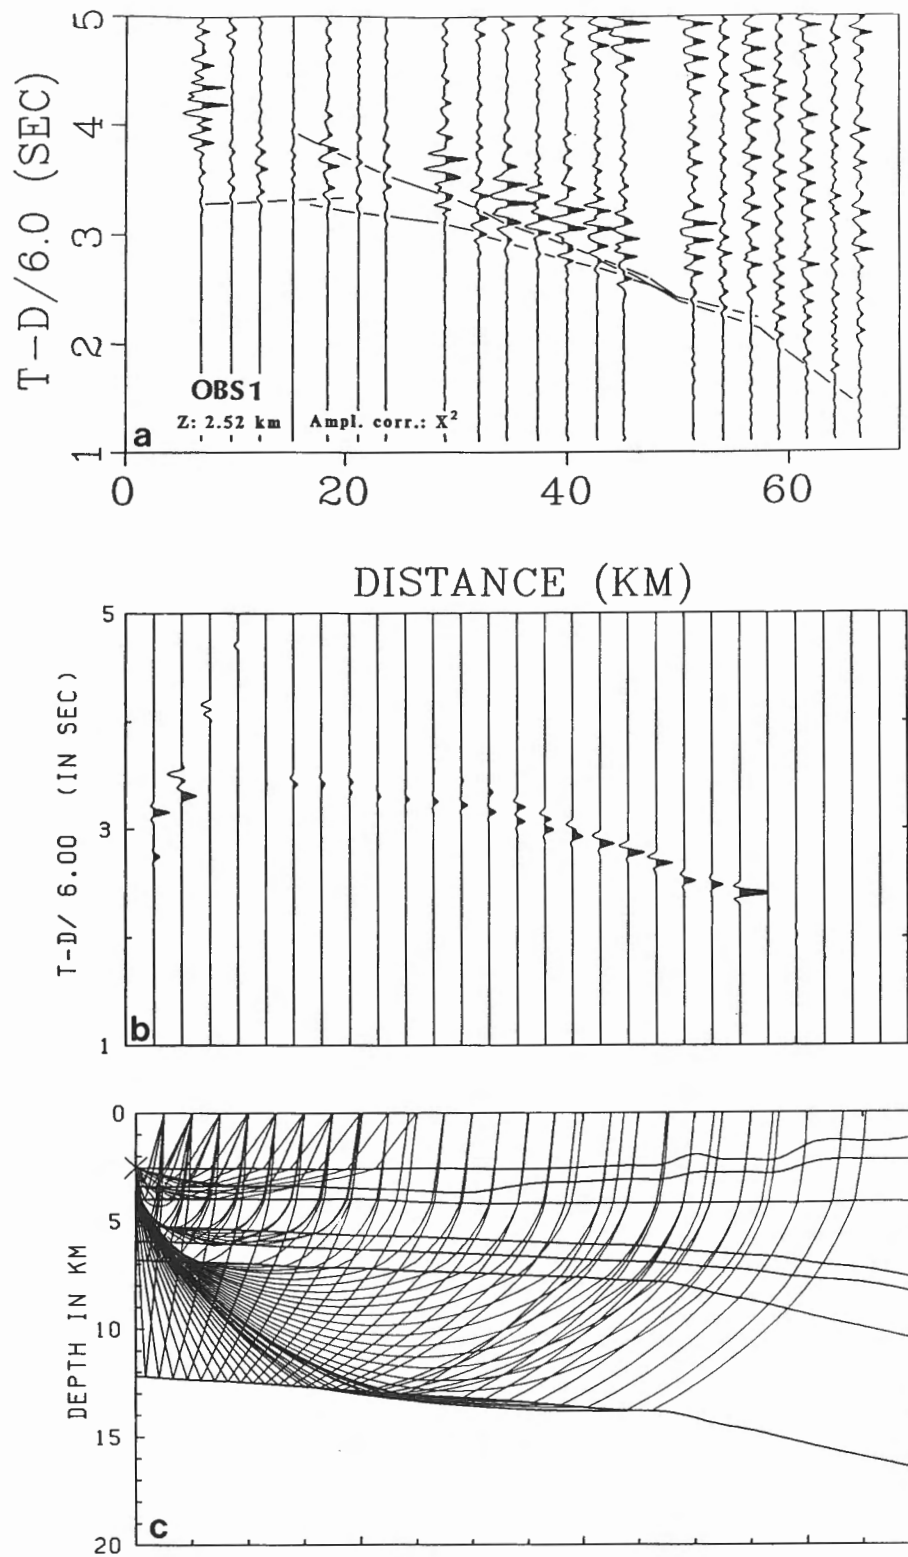 T-D/6.0 (SEC)
5
4
3
2
1
OBS1
Z: 2.52 km
Ampl. corr.: X²
a
0
20
40
60
DISTANCE (KM)
T-D/ 6.00 (IN SEC)
5
3
1
b
DEPTH IN KM
0
5
10
15
20
c